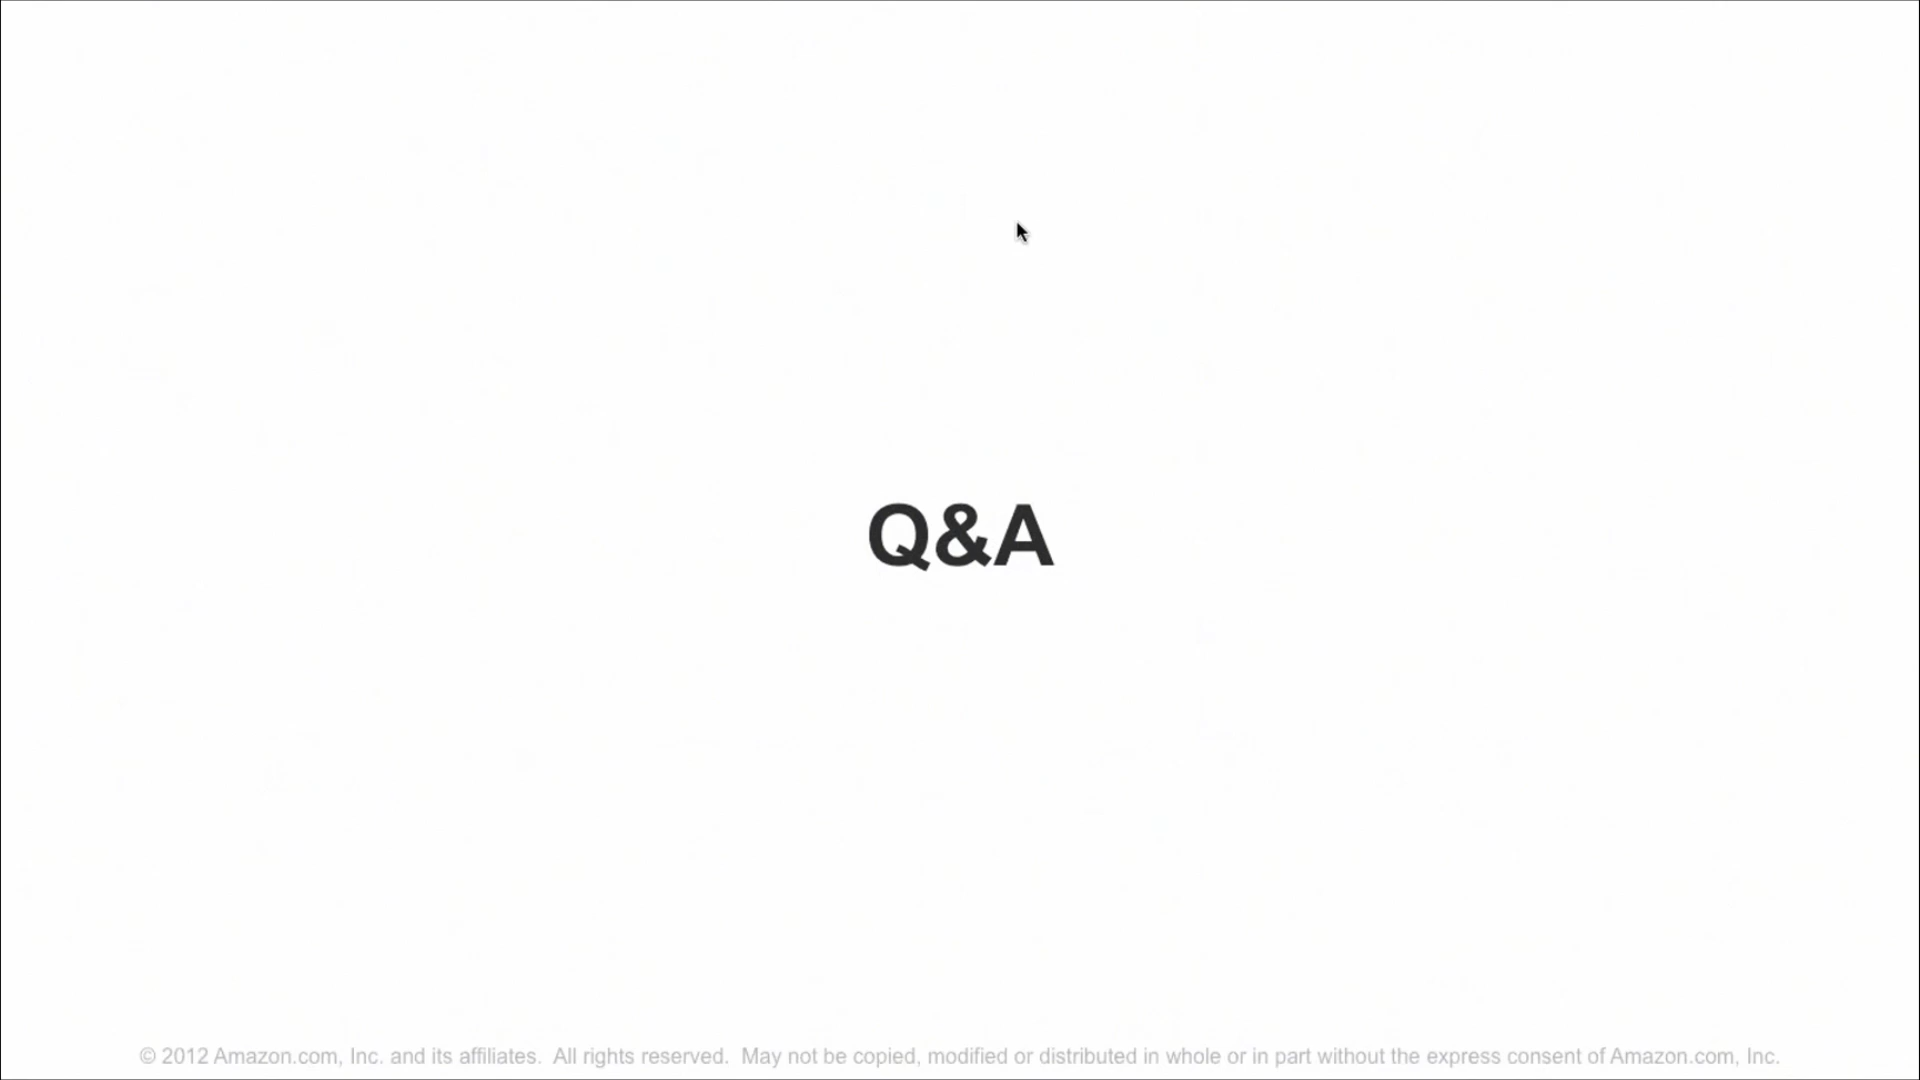 Q&A
© 2012 Amazon.com, Inc. and its affiliates.  All rights reserved.  May not be copied, modified or distributed in whole or in part without the express consent of Amazon.com, Inc.